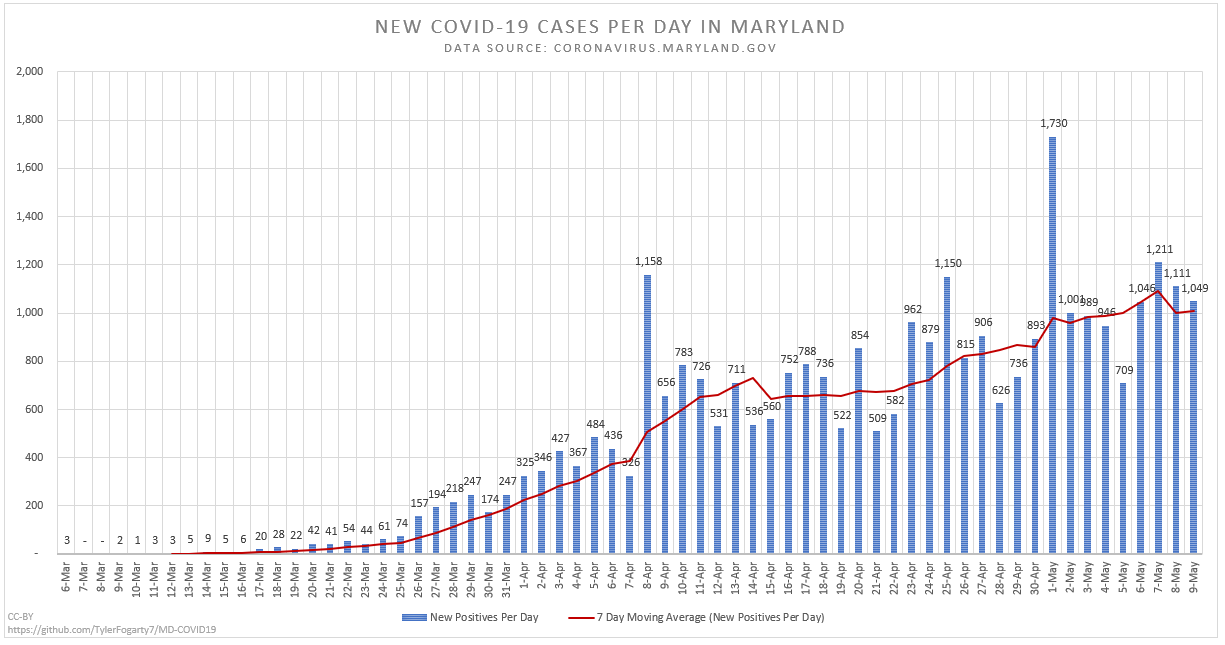 NEW COVID-19 CASES PER DAY IN MARYLAND
DATA SOURCE: CORONAVIRUS.MARYLAND.GOV
2,000
1,800
1,600
1,400
1,200
1,000
800
600
400
200
-
3 - - 2 1 3 3 5 9 5 6 20 28 22 42 41 54 44 61 74 157 194 218 247 174 247 325 346 427 367 484 436 326 1,158 656 783 726 531 711 536 560 752 788 736 522 854 509 582 962 879 1,150 815 906 626 736 893 1,730 1,001 989 946 709 1,046 1,211 1,111 1,049
6-Mar 7-Mar 8-Mar 9-Mar 10-Mar 11-Mar 12-Mar 13-Mar 14-Mar 15-Mar 16-Mar 17-Mar 18-Mar 19-Mar 20-Mar 21-Mar 22-Mar 23-Mar 24-Mar 25-Mar 26-Mar 27-Mar 28-Mar 29-Mar 30-Mar 31-Mar 1-Apr 2-Apr 3-Apr 4-Apr 5-Apr 6-Apr 7-Apr 8-Apr 9-Apr 10-Apr 11-Apr 12-Apr 13-Apr 14-Apr 15-Apr 16-Apr 17-Apr 18-Apr 19-Apr 20-Apr 21-Apr 22-Apr 23-Apr 24-Apr 25-Apr 26-Apr 27-Apr 28-Apr 29-Apr 30-Apr 1-May 2-May 3-May 4-May 5-May 6-May 7-May 8-May 9-May
New Positives Per Day
7 Day Moving Average (New Positives Per Day)
CC-BY
https://github.com/TylerFogarty7/MD-COVID19